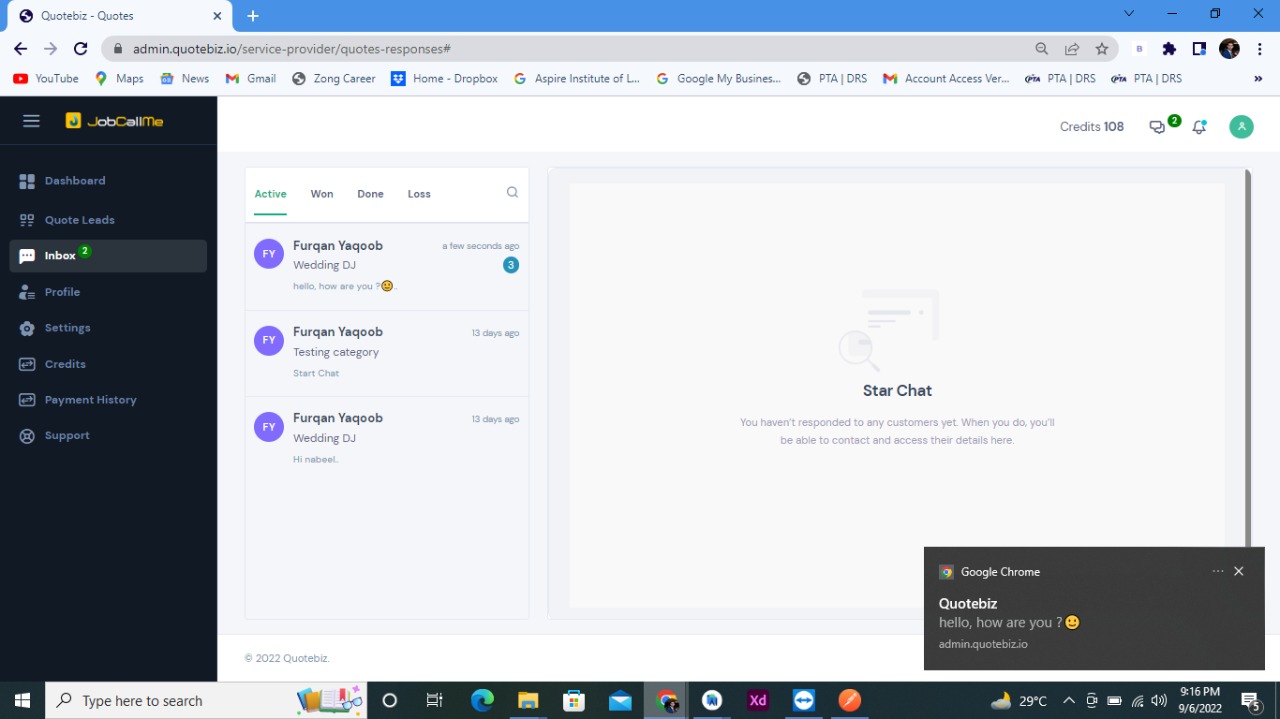 Quotebiz - Quotes
admin.quotebiz.io/service-provider/quotes-responses#
YouTube
Maps
News
Gmail
Zong Career
Home - Dropbox
Aspire Institute of L...
Google My Busines...
PTA | DRS
Account Access Ver...
PTA | DRS
PTA | DRS
JobCallMe
Credits 108
2
Dashboard
Quote Leads
Inbox 2
Profile
Settings
Credits
Payment History
Support
Active Won Done Loss
FY
Furqan Yaqoob
a few seconds ago
Wedding DJ
3
hello, how are you ?🙂..
FY
Furqan Yaqoob
13 days ago
Testing category
Start Chat
FY
Furqan Yaqoob
13 days ago
Wedding DJ
Hi nabeel..
Star Chat
You haven't responded to any customers yet. When you do, you'll
be able to contact and access their details here.
© 2022 Quotebiz.
Google Chrome
Quotebiz
hello, how are you ?🙂
admin.quotebiz.io
Type here to search
Xd
29°C
9:16 PM
9/6/2022
5